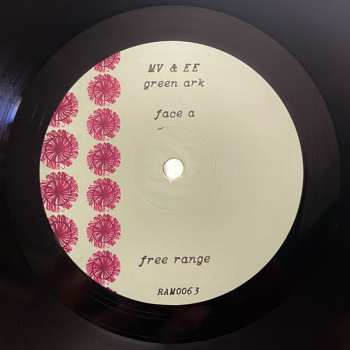 MV & EE
green ark
face a
free range
RAM0063